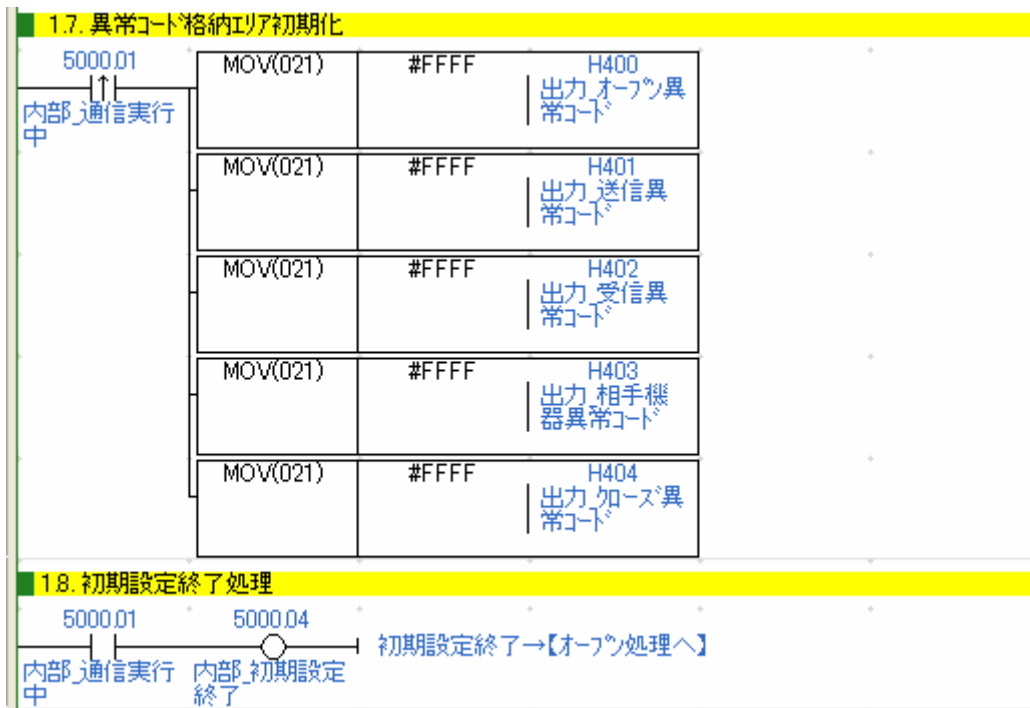 1.7. 異常ｺｰﾄﾞ格納ｴﾘｱ初期化
5000.01
内部_通信実行
中
MOV(021)
#FFFF
H400
出力_ｵｰﾌﾟﾝ異
常ｺｰﾄﾞ
MOV(021)
#FFFF
H401
出力_送信異
常ｺｰﾄﾞ
MOV(021)
#FFFF
H402
出力_受信異
常ｺｰﾄﾞ
MOV(021)
#FFFF
H403
出力_相手機
器異常ｺｰﾄﾞ
MOV(021)
#FFFF
H404
出力_ｸﾛｰｽﾞ異
常ｺｰﾄﾞ
1.8. 初期設定終了処理
5000.01
内部_通信実行
中
5000.04
内部_初期設定
終了
初期設定終了→【ｵｰﾌﾟﾝ処理へ】